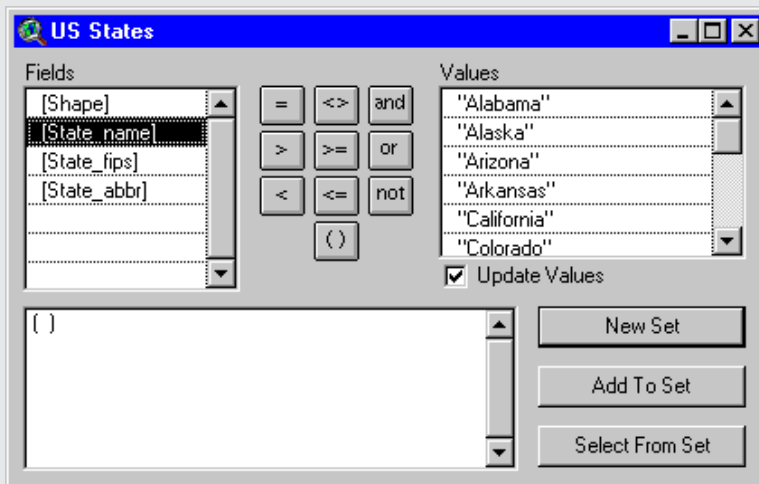 US States
Fields
Values
[Shape]
[State_name]
[State_fips]
[State_abbr]
= <> and
> >= or
< <= not
( )
"Alabama"
"Alaska"
"Arizona"
"Arkansas"
"California"
"Colorado"
Update Values
( )
New Set
Add To Set
Select From Set